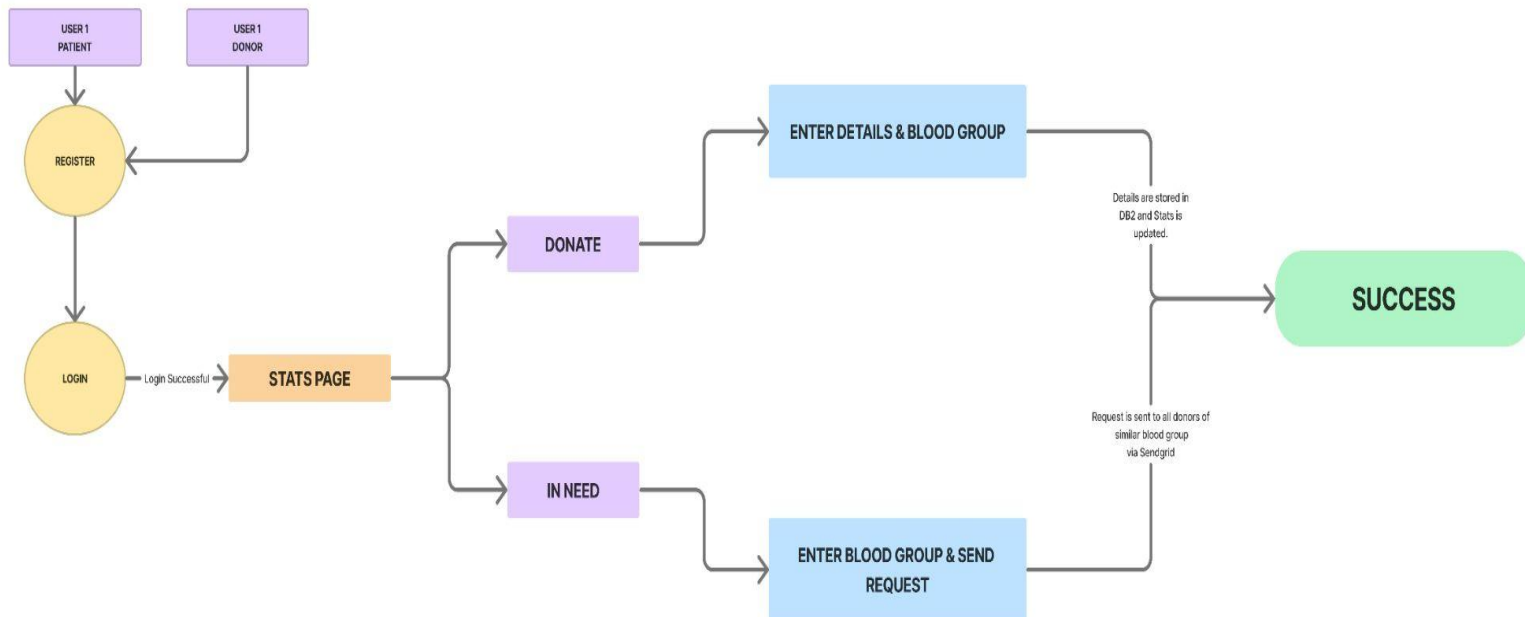 USER 1
PATIENT
USER 1
DONOR
REGISTER
LOGIN
Login Successful
STATS PAGE
DONATE
IN NEED
ENTER DETAILS & BLOOD GROUP
ENTER BLOOD GROUP & SEND
REQUEST
Details are stored in
DB2 and Stats is
updated.
Request is sent to all donors of
similar blood group
via Sendgrid
SUCCESS